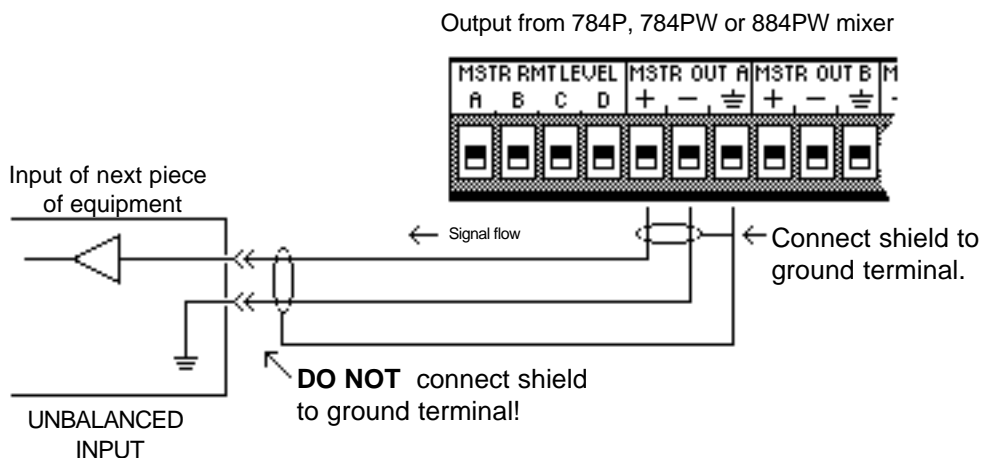 Output from 784P, 784PW or 884PW mixer
MSTR RMT LEVEL MSTR OUT A MSTR OUT B M
A B C D + − + −
Input of next piece
of equipment
← Signal flow
← Connect shield to
ground terminal.
DO NOT connect shield
to ground terminal!
UNBALANCED
INPUT